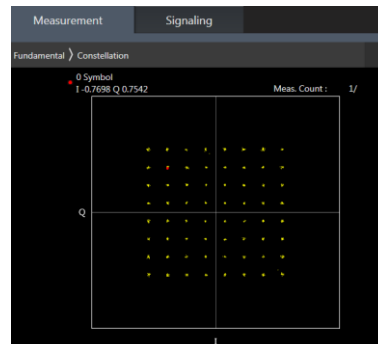 Measurement Signaling
Fundamental 〉 Constellation
0 Symbol
I -0.7698 Q 0.7542 Meas. Count : 1/
Q
I